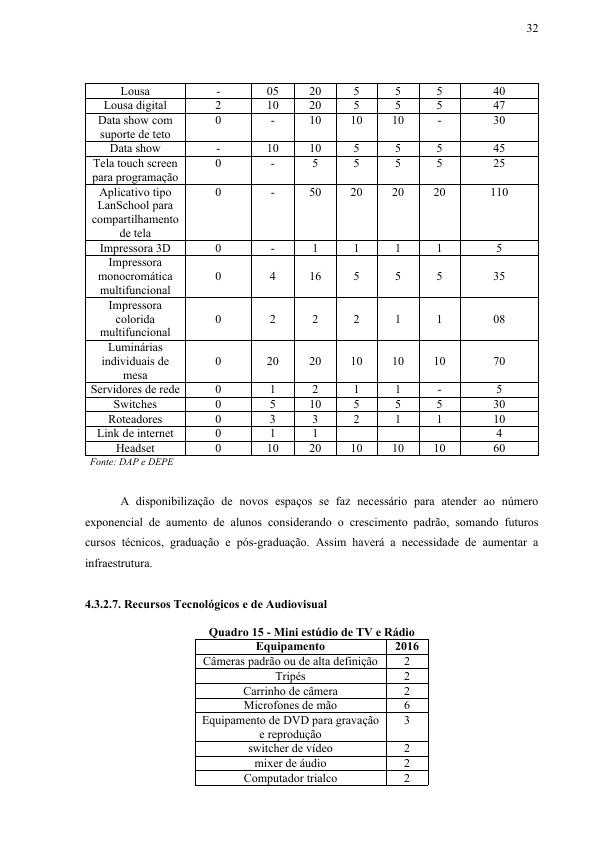 32
Lousa - 05 20 5 5 5 40
Lousa digital 2 10 20 5 5 5 47
Data show com 0 - 10 10 10 - 30
suporte de teto
Data show - 10 10 5 5 5 45
Tela touch screen 0 - 5 5 5 5 25
para programação
Aplicativo tipo 0 - 50 20 20 20 110
LanSchool para
compartilhamento
de tela
Impressora 3D 0 - 1 1 1 1 5
Impressora
monocromática 0 4 16 5 5 5 35
multifuncional
Impressora
colorida 0 2 2 2 1 1 08
multifuncional
Luminárias
individuais de 0 20 20 10 10 10 70
mesa
Servidores de rede 0 1 2 1 1 - 5
Switches 0 5 10 5 5 5 30
Roteadores 0 3 3 2 1 1 10
Link de internet 0 1 1 4
Headset 0 10 20 10 10 10 60
Fonte: DAP e DEPE
A disponibilização de novos espaços se faz necessário para atender ao número
exponencial de aumento de alunos considerando o crescimento padrão, somando futuros
cursos técnicos, graduação e pós-graduação. Assim haverá a necessidade de aumentar a
infraestrutura.
4.3.2.7. Recursos Tecnológicos e de Audiovisual
Quadro 15 - Mini estúdio de TV e Rádio
Equipamento 2016
Câmeras padrão ou de alta definição 2
Tripés 2
Carrinho de câmera 2
Microfones de mão 6
Equipamento de DVD para gravação 3
e reprodução
switcher de vídeo 2
mixer de áudio 2
Computador trialco 2